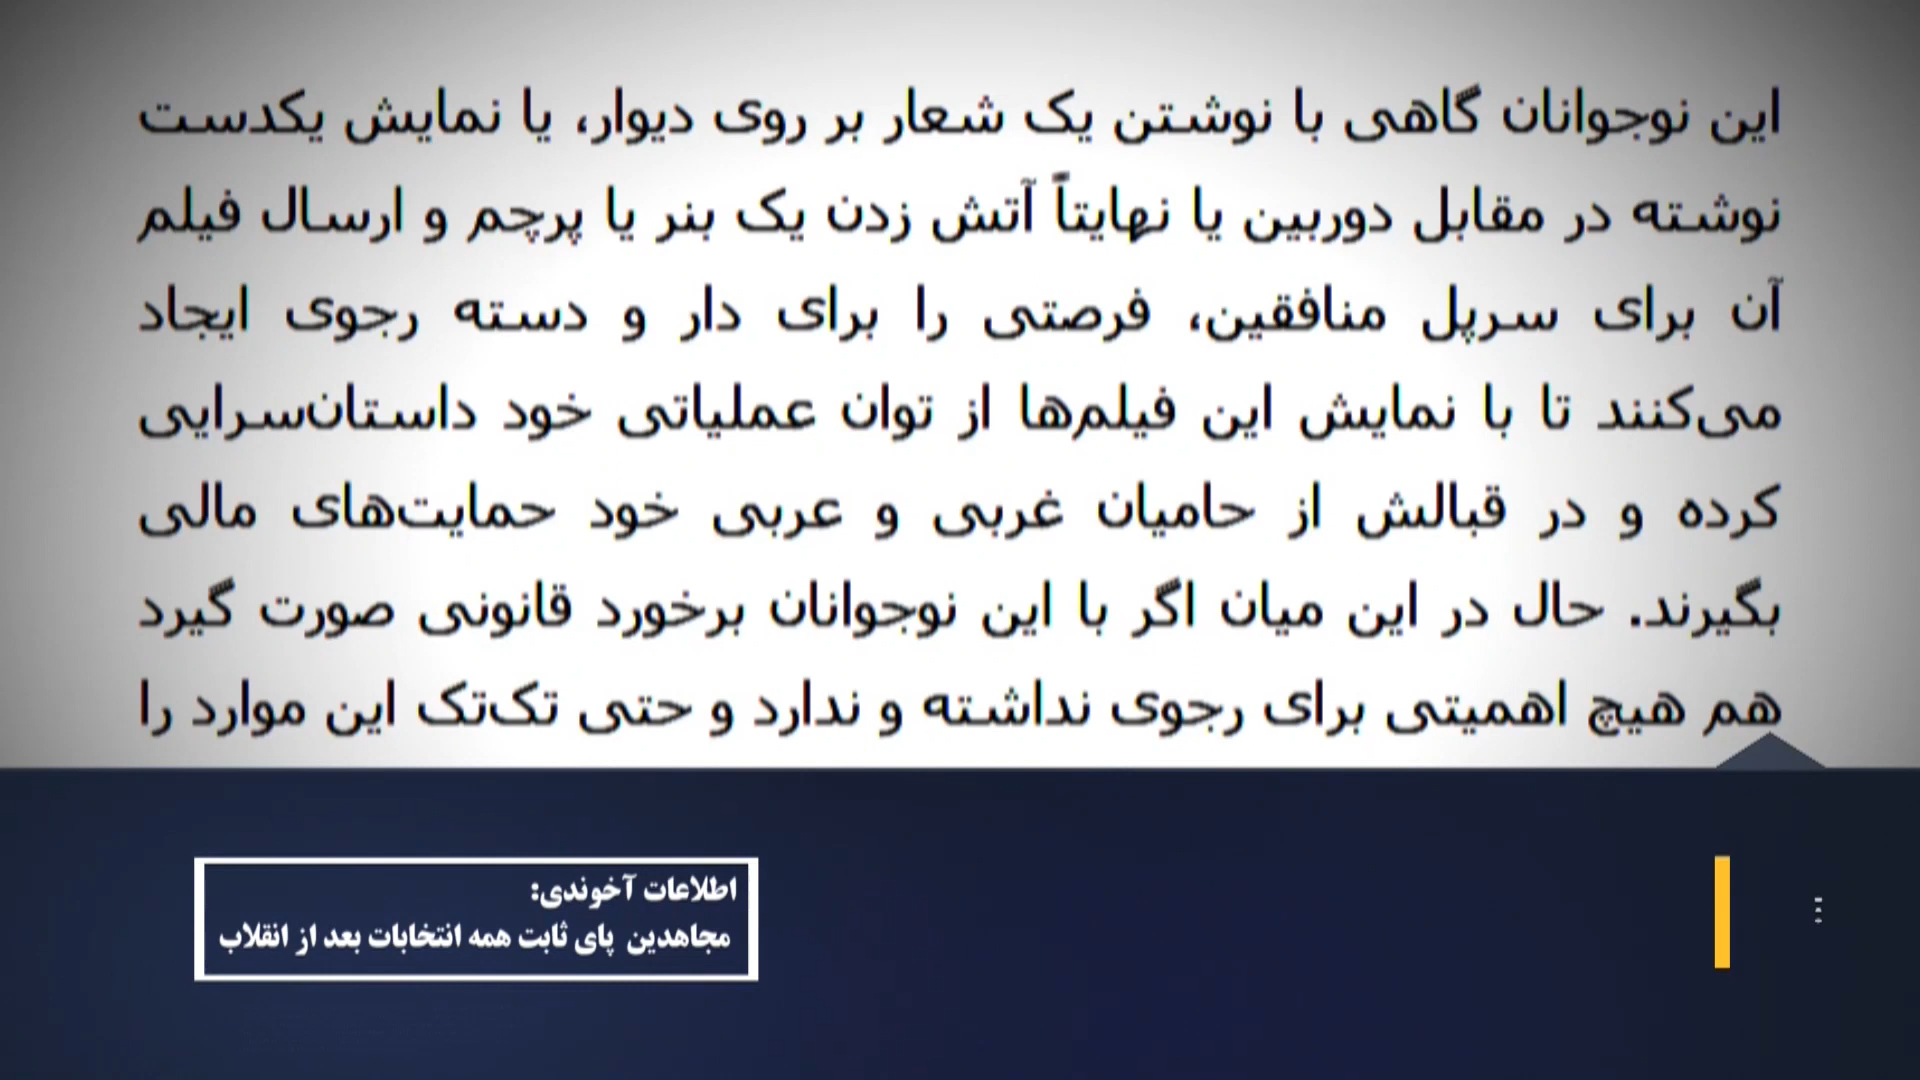 این نوجوانان گاهی با نوشتن یک شعار بر روی دیوار، یا نمایش یکدست
نوشته در مقابل دوربین یا نهایتاً آتش زدن یک بنر یا پرچم و ارسال فیلم
آن برای سرپل منافقین، فرصتی را برای دار و دسته رجوی ایجاد
می‌کنند تا با نمایش این فیلم‌ها از توان عملیاتی خود داستان‌سرایی
کرده و در قبالش از حامیان غربی و عربی خود حمایت‌های مالی
بگیرند. حال در این میان اگر با این نوجوانان برخورد قانونی صورت گیرد
هم هیچ اهمیتی برای رجوی نداشته و ندارد و حتی تک‌تک این موارد را
اطلاعات آخوندی:
مجاهدین پای ثابت همه انتخابات بعد از انقلاب